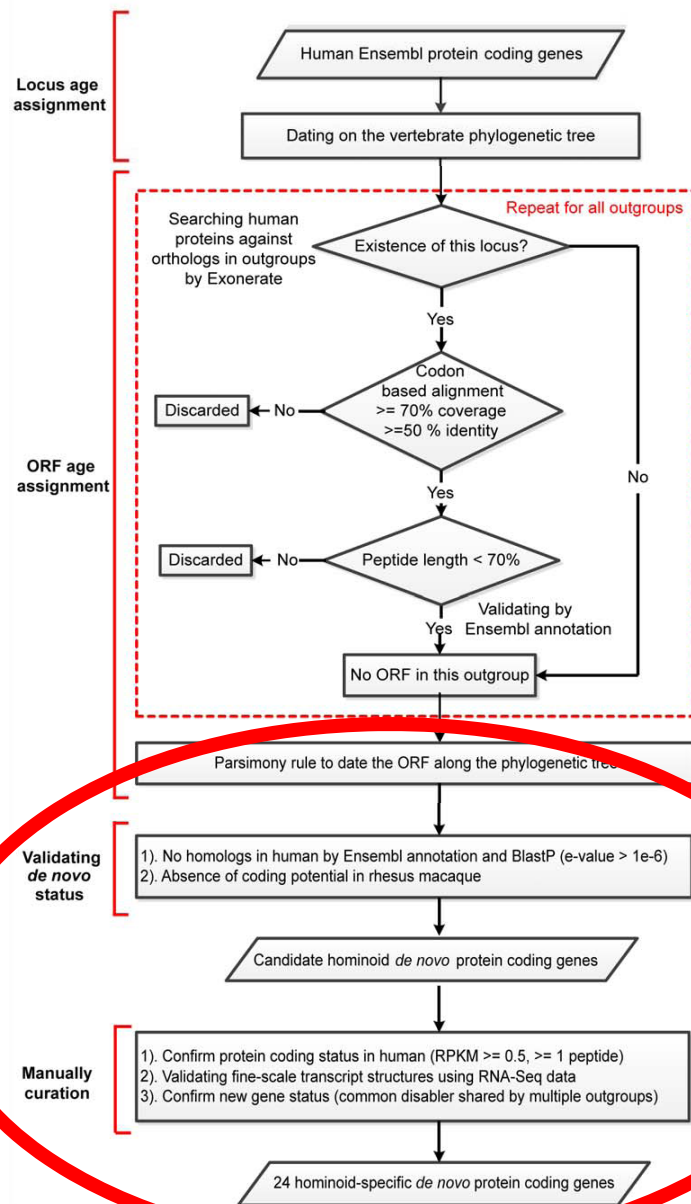 Human Ensembl protein coding genes
Locus age
assignment
Dating on the vertebrate phylogenetic tree
Repeat for all outgroups
Searching human
proteins against
orthologs in outgroups
by Exonerate
Existence of this locus?
Yes
Codon
based alignment
>= 70% coverage
>=50 % identity
Discarded
No
ORF age
assignment
No
Yes
Peptide length < 70%
Discarded
No
Yes
Validating by
Ensembl annotation
No ORF in this outgroup
Parsimony rule to date the ORF along the phylogenetic tree
Validating
de novo
status
1). No homologs in human by Ensembl annotation and BlastP (e-value > 1e-6)
2). Absence of coding potential in rhesus macaque
Candidate hominoid de novo protein coding genes
Manually
curation
1). Confirm protein coding status in human (RPKM >= 0.5, >= 1 peptide)
2). Validating fine-scale transcript structures using RNA-Seq data
3). Confirm new gene status (common disabler shared by multiple outgroups)
24 hominoid-specific de novo protein coding genes